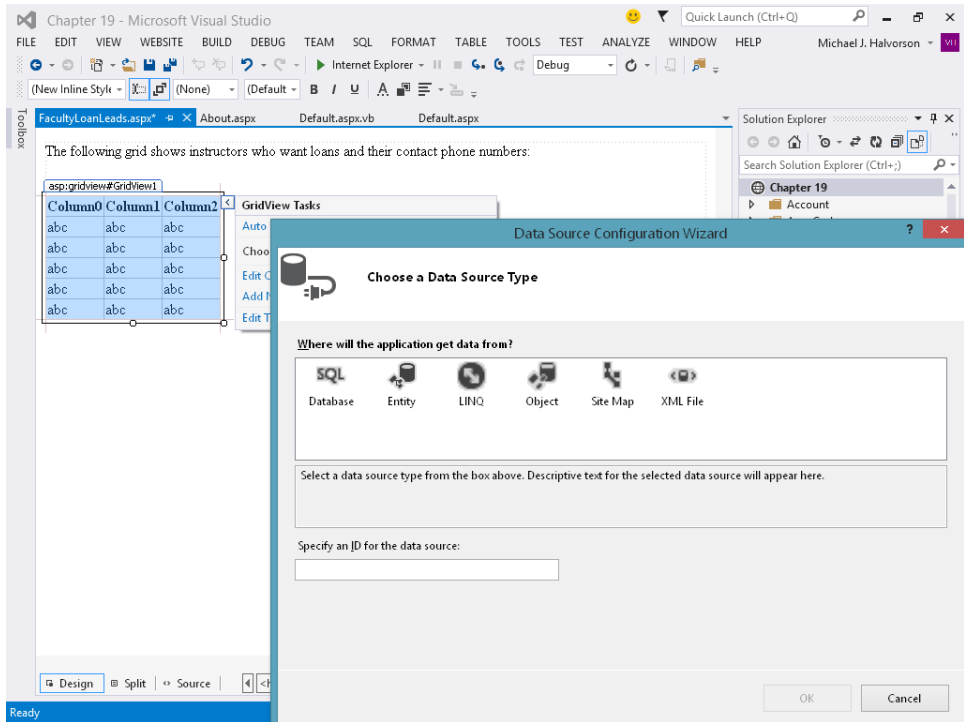 Chapter 19 - Microsoft Visual Studio
Quick Launch (Ctrl+Q)
FILE EDIT VIEW WEBSITE BUILD DEBUG TEAM SQL FORMAT TABLE TOOLS TEST ANALYZE WINDOW HELP Michael J. Halvorson
Internet Explorer Debug
(New Inline Style (None) (Default B I U A
Toolbox
FacultyLoanLeads.aspx* About.aspx Default.aspx.vb Default.aspx
Solution Explorer
The following grid shows instructors who want loans and their contact phone numbers:
Search Solution Explorer (Ctrl+;)
asp:gridview#GridView1
Chapter 19
Column0 Column1 Column2 GridView Tasks
Account
abc abc abc Auto
abc abc abc Choo
abc abc abc Edit C
abc abc abc Add N
abc abc abc Edit T
Data Source Configuration Wizard
Choose a Data Source Type
Where will the application get data from?
SQL
Database Entity LINQ Object Site Map XML File
Select a data source type from the box above. Descriptive text for the selected data source will appear here.
Specify an ID for the data source:
Design Split Source
OK Cancel
Ready